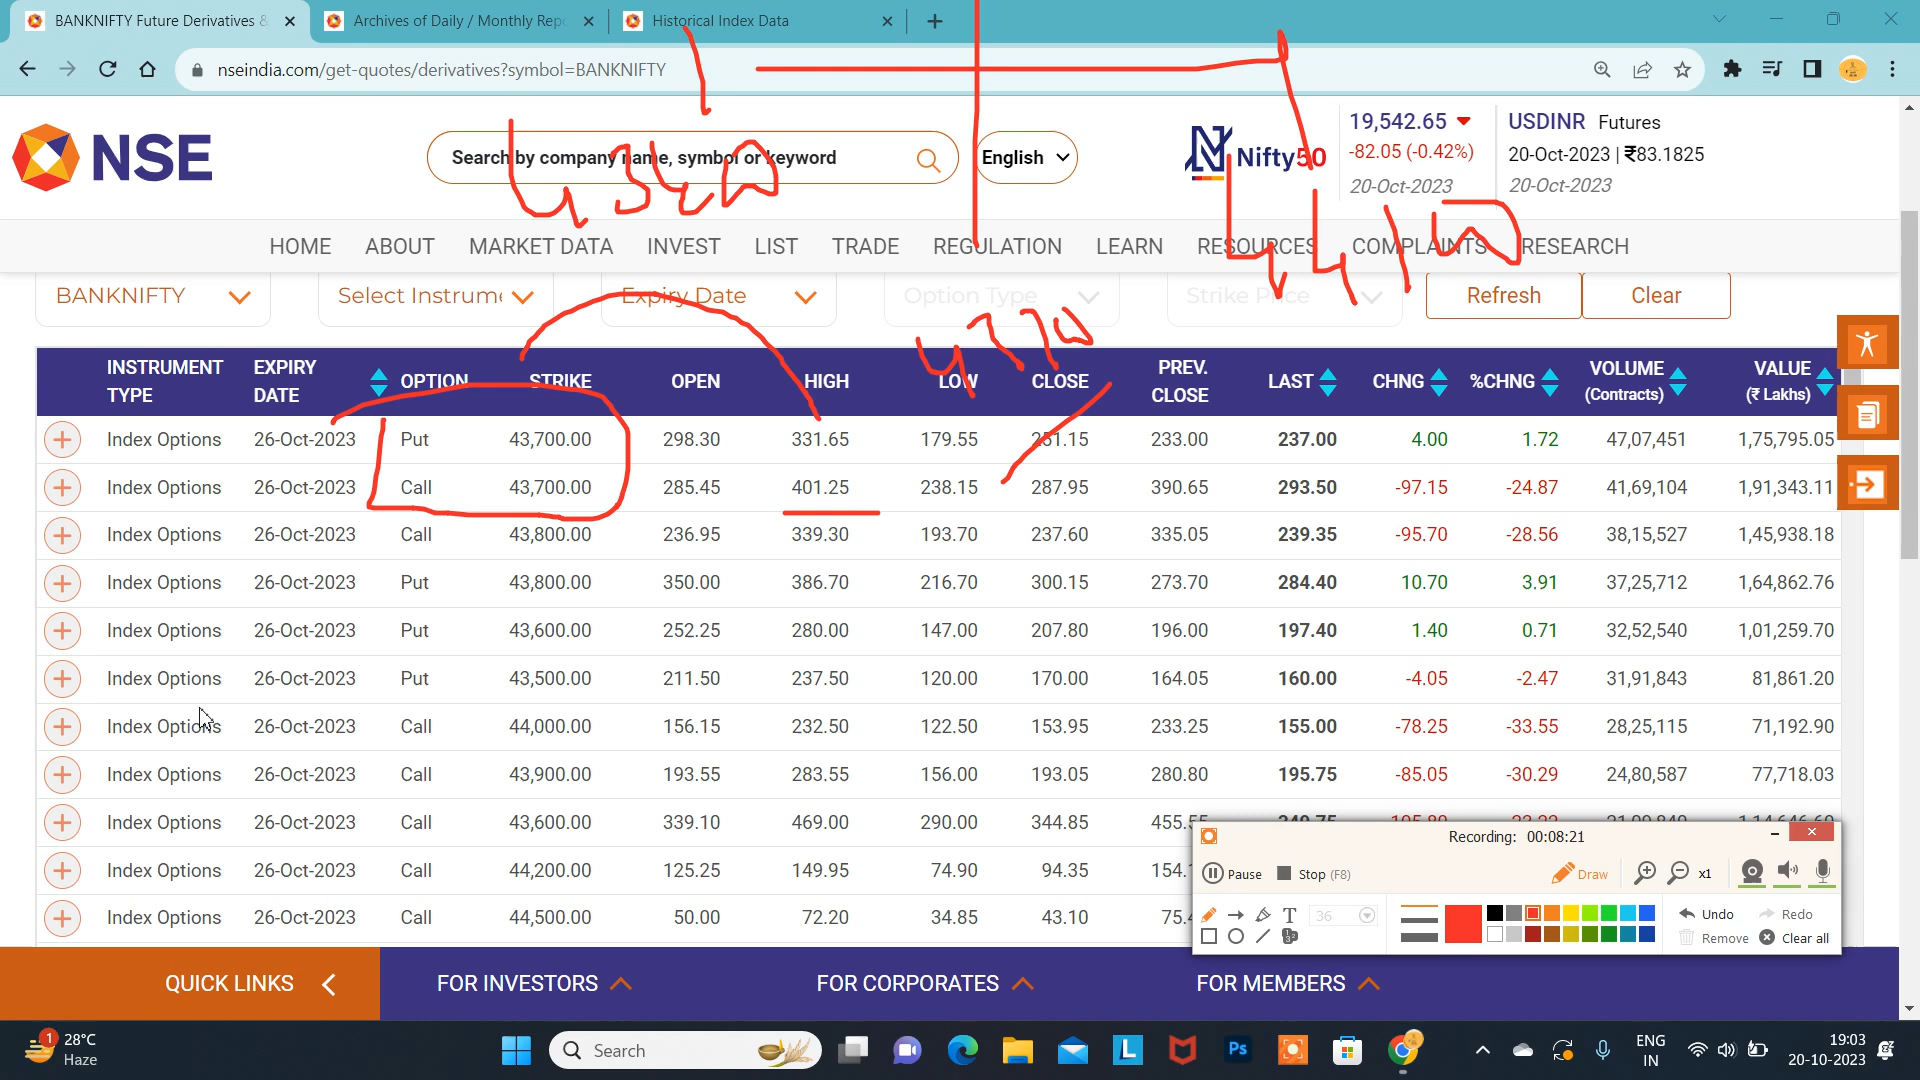 BANKNIFTY Future Derivatives &
Archives of Daily / Monthly Repo
Historical Index Data
nseindia.com/get-quotes/derivatives?symbol=BANKNIFTY
NSE
Search by company name, symbol or keyword
English
Nifty50
19,542.65
-82.05 (-0.42%)
20-Oct-2023
USDINR Futures
20-Oct-2023 | ₹83.1825
20-Oct-2023
HOME ABOUT MARKET DATA INVEST LIST TRADE REGULATION LEARN RESOURCES COMPLAINTS RESEARCH
BANKNIFTY Select Instrume Expiry Date Option Type Strike Price Refresh Clear
INSTRUMENT TYPE EXPIRY DATE OPTION STRIKE OPEN HIGH LOW CLOSE PREV. CLOSE LAST CHNG %CHNG VOLUME (Contracts) VALUE (₹ Lakhs)
Index Options 26-Oct-2023 Put 43,700.00 298.30 331.65 179.55 251.15 233.00 237.00 4.00 1.72 47,07,451 1,75,795.05
Index Options 26-Oct-2023 Call 43,700.00 285.45 401.25 238.15 287.95 390.65 293.50 -97.15 -24.87 41,69,104 1,91,343.11
Index Options 26-Oct-2023 Call 43,800.00 236.95 339.30 193.70 237.60 335.05 239.35 -95.70 -28.56 38,15,527 1,45,938.18
Index Options 26-Oct-2023 Put 43,800.00 350.00 386.70 216.70 300.15 273.70 284.40 10.70 3.91 37,25,712 1,64,862.76
Index Options 26-Oct-2023 Put 43,600.00 252.25 280.00 147.00 207.80 196.00 197.40 1.40 0.71 32,52,540 1,01,259.70
Index Options 26-Oct-2023 Put 43,500.00 211.50 237.50 120.00 170.00 164.05 160.00 -4.05 -2.47 31,91,843 81,861.20
Index Options 26-Oct-2023 Call 44,000.00 156.15 232.50 122.50 153.95 233.25 155.00 -78.25 -33.55 28,25,115 71,192.90
Index Options 26-Oct-2023 Call 43,900.00 193.55 283.55 156.00 193.05 280.80 195.75 -85.05 -30.29 24,80,587 77,718.03
Index Options 26-Oct-2023 Call 43,600.00 339.10 469.00 290.00 344.85
Index Options 26-Oct-2023 Call 44,200.00 125.25 149.95 74.90 94.35
Index Options 26-Oct-2023 Call 44,500.00 50.00 72.20 34.85 43.10
Recording: 00:08:21
Pause Stop (F8) Draw x1
T 36 Undo Redo
Remove Clear all
QUICK LINKS FOR INVESTORS FOR CORPORATES FOR MEMBERS
1 28°C
Haze
Search
L
Ps
ENG
IN
19:03
20-10-2023